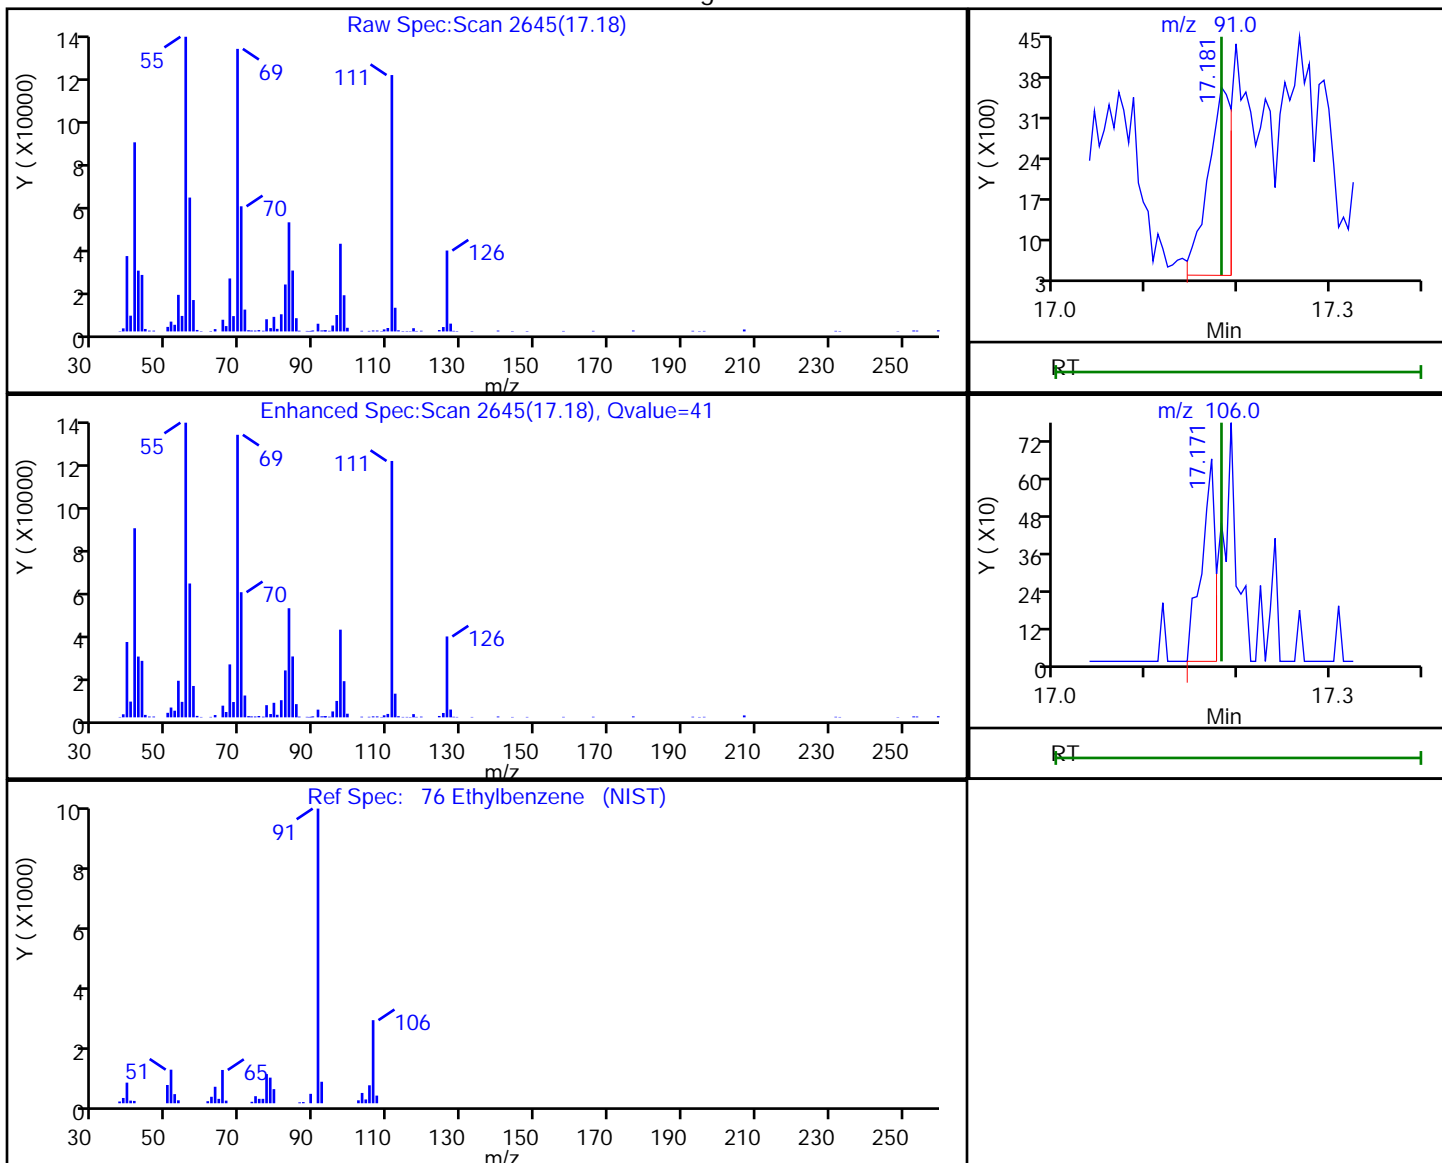 g
Raw Spec:Scan 2645(17.18)
Y ( X10000)
14
12
10
8
6
4
2
0
55
69
111
70
126
30 50 70 90 110 130 150 170 190 210 230 250
m/z
m/z 91.0
Y ( X100)
45
38
31
24
17
10
3
17.181
17.0 17.3
Min
RT
Enhanced Spec:Scan 2645(17.18), Qvalue=41
Y ( X10000)
14
12
10
8
6
4
2
0
55
69
111
70
126
30 50 70 90 110 130 150 170 190 210 230 250
m/z
m/z 106.0
Y ( X10)
72
60
48
36
24
12
0
17.171
17.0 17.3
Min
RT
Ref Spec: 76 Ethylbenzene (NIST)
Y ( X1000)
10
8
6
4
2
0
91
106
51
65
30 50 70 90 110 130 150 170 190 210 230 250
m/z